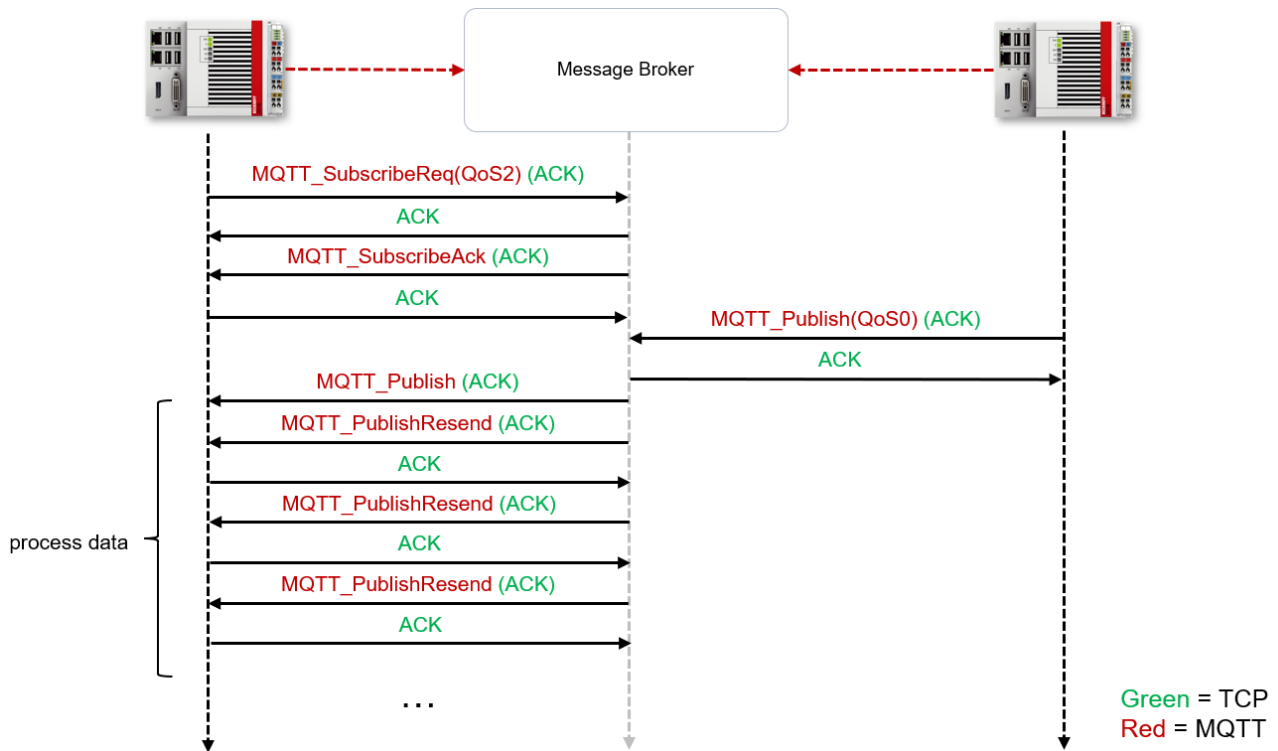 Message Broker
MQTT_SubscribeReq(QoS2) (ACK)
ACK
MQTT_SubscribeAck (ACK)
ACK
MQTT_Publish(QoS0) (ACK)
ACK
MQTT_Publish (ACK)
MQTT_PublishResend (ACK)
ACK
MQTT_PublishResend (ACK)
process data
ACK
MQTT_PublishResend (ACK)
ACK
...
Green = TCP
Red = MQTT